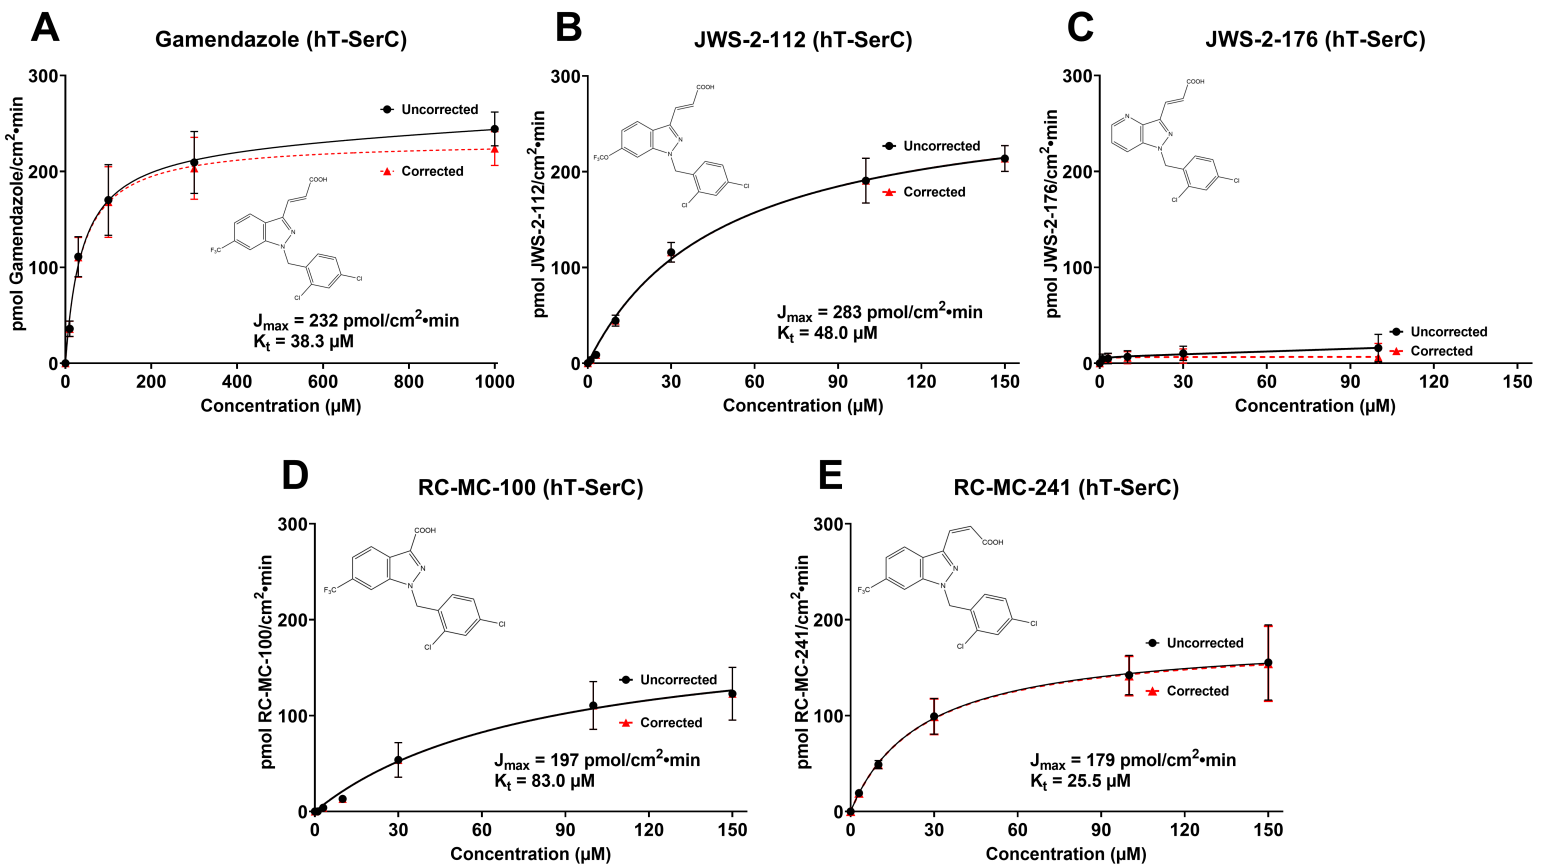 A
Gamendazole (hT-SerC)
pmol Gamendazole/cm²•min
300
200
100
0
Uncorrected
Corrected
COOH
N
N
F₃C
Cl
Cl
Jmax = 232 pmol/cm²•min
Kt = 38.3 µM
0 200 400 600 800 1000
Concentration (µM)
B
JWS-2-112 (hT-SerC)
pmol JWS-2-112/cm²•min
300
200
100
0
COOH
N
N
F₃CO
Cl
Cl
Uncorrected
Corrected
Jmax = 283 pmol/cm²•min
Kt = 48.0 µM
0 30 60 90 120 150
Concentration (µM)
C
JWS-2-176 (hT-SerC)
pmol JWS-2-176/cm²•min
300
200
100
0
COOH
N
N
N
Cl
Cl
Uncorrected
Corrected
0 30 60 90 120 150
Concentration (µM)
D
RC-MC-100 (hT-SerC)
pmol RC-MC-100/cm²•min
300
200
100
0
COOH
N
N
F₃C
Cl
Cl
Uncorrected
Corrected
Jmax = 197 pmol/cm²•min
Kt = 83.0 µM
0 30 60 90 120 150
Concentration (µM)
E
RC-MC-241 (hT-SerC)
pmol RC-MC-241/cm²•min
300
200
100
0
COOH
N
N
F₃C
Cl
Cl
Uncorrected
Corrected
Jmax = 179 pmol/cm²•min
Kt = 25.5 µM
0 30 60 90 120 150
Concentration (µM)